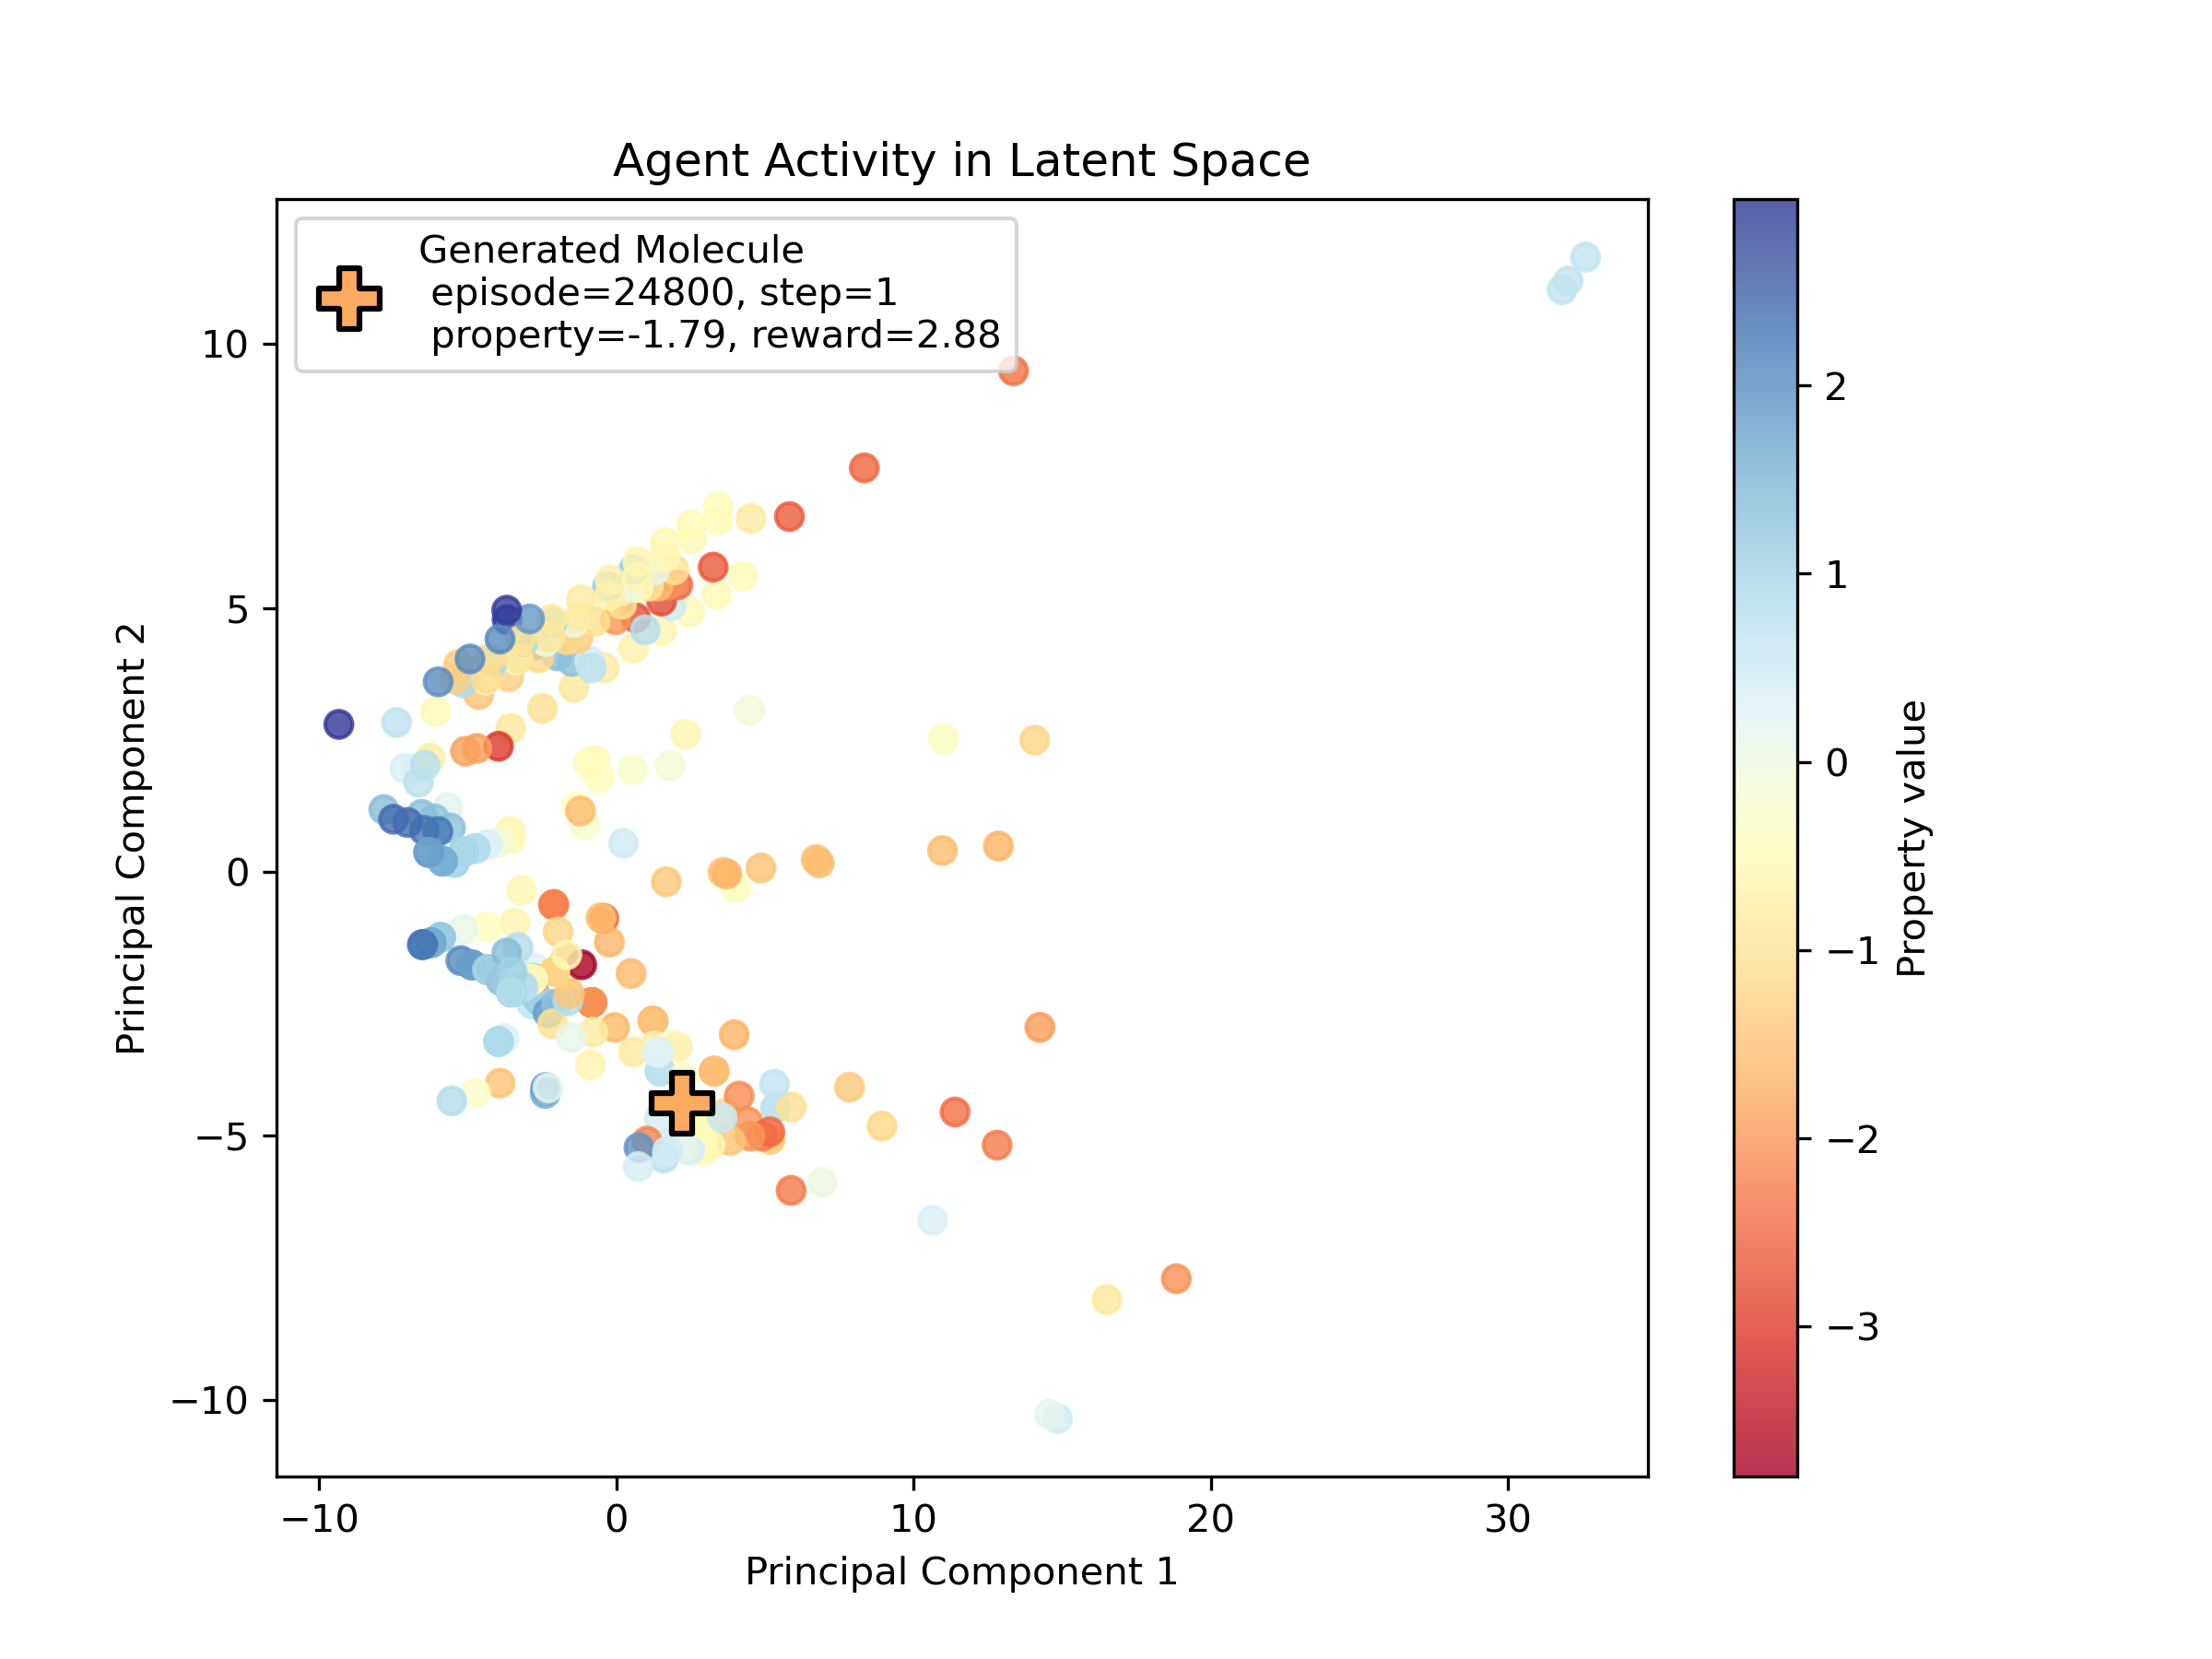 Agent Activity in Latent Space
Generated Molecule
episode=24800, step=1
property=-1.79, reward=2.88
10
5
0
−5
−10
Principal Component 2
−10
0
10
20
30
Principal Component 1
2
1
0
−1
−2
−3
Property value